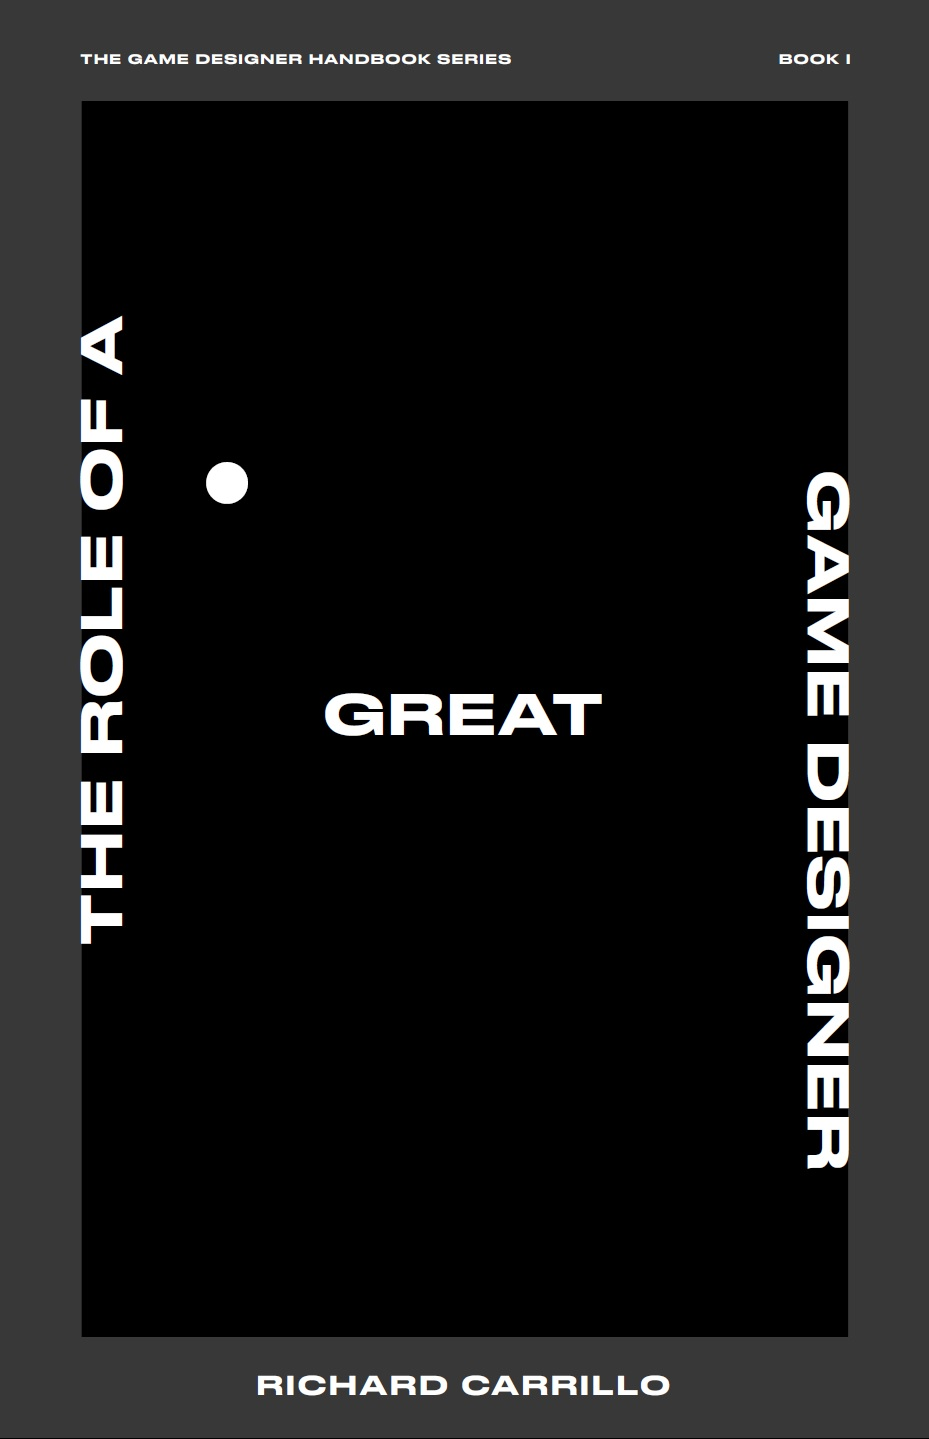 THE GAME DESIGNER HANDBOOK SERIES
BOOK I
THE ROLE OF A
GREAT
GAME DESIGNER
RICHARD CARRILLO